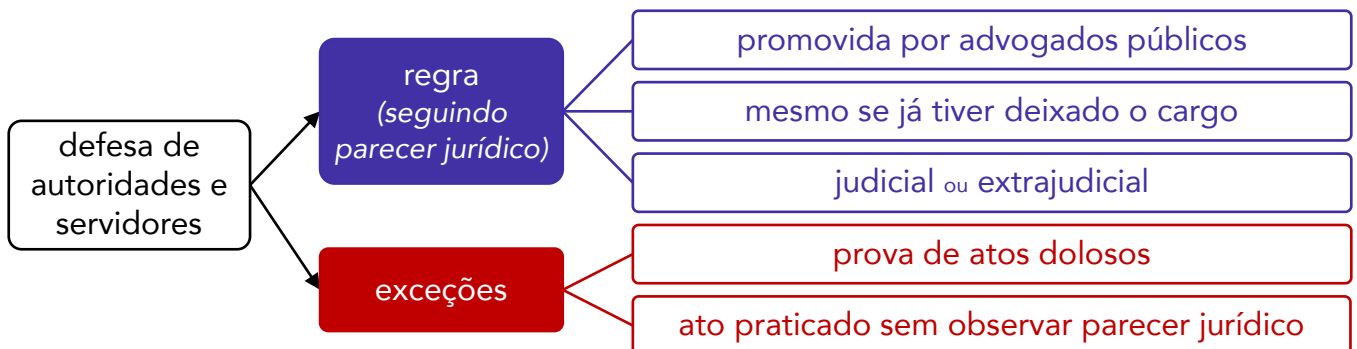 defesa de
autoridades e
servidores
regra
(seguindo
parecer jurídico)
promovida por advogados públicos
mesmo se já tiver deixado o cargo
judicial ou extrajudicial
exceções
prova de atos dolosos
ato praticado sem observar parecer jurídico